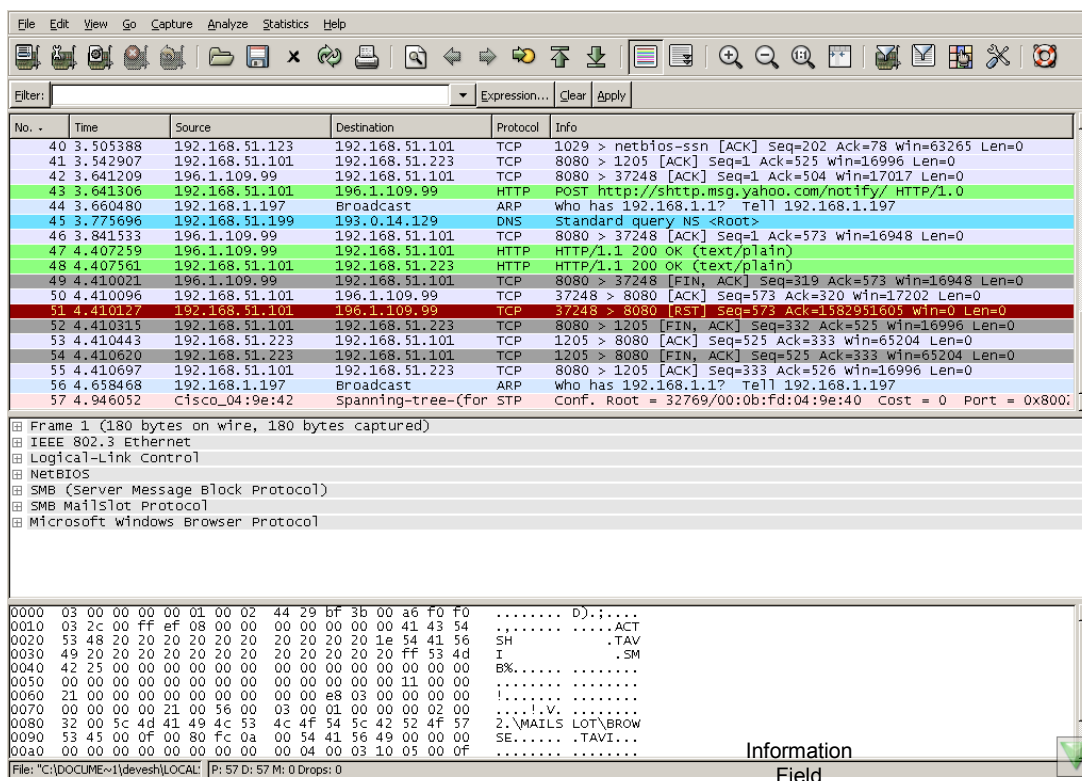 File Edit View Go Capture Analyze Statistics Help
Filter: Expression... Clear Apply
No. . Time Source Destination Protocol Info
40 3.505388 192.168.51.123 192.168.51.101 TCP 1029 > netbios-ssn [ACK] Seq=202 Ack=78 Win=63265 Len=0
41 3.542907 192.168.51.101 192.168.51.223 TCP 8080 > 1205 [ACK] Seq=1 Ack=525 Win=16996 Len=0
42 3.641209 196.1.109.99 192.168.51.101 TCP 8080 > 37248 [ACK] Seq=1 Ack=504 Win=17017 Len=0
43 3.641306 192.168.51.101 196.1.109.99 HTTP POST http://shttp.msg.yahoo.com/notify/ HTTP/1.0
44 3.660480 192.168.1.197 Broadcast ARP who has 192.168.1.1? Tell 192.168.1.197
45 3.775696 192.168.51.199 193.0.14.129 DNS Standard query NS <Root>
46 3.841533 196.1.109.99 192.168.51.101 TCP 8080 > 37248 [ACK] Seq=1 Ack=573 Win=16948 Len=0
47 4.407259 196.1.109.99 192.168.51.101 HTTP HTTP/1.1 200 OK (text/plain)
48 4.407561 192.168.51.101 192.168.51.223 HTTP HTTP/1.1 200 OK (text/plain)
49 4.410021 196.1.109.99 192.168.51.101 TCP 8080 > 37248 [FIN, ACK] Seq=319 Ack=573 Win=16948 Len=0
50 4.410096 192.168.51.101 196.1.109.99 TCP 37248 > 8080 [ACK] Seq=573 Ack=320 Win=17202 Len=0
51 4.410127 192.168.51.101 196.1.109.99 TCP 37248 > 8080 [RST] Seq=573 Ack=1582951605 Win=0 Len=0
52 4.410315 192.168.51.101 192.168.51.223 TCP 8080 > 1205 [FIN, ACK] Seq=332 Ack=525 Win=16996 Len=0
53 4.410443 192.168.51.223 192.168.51.101 TCP 1205 > 8080 [ACK] Seq=525 Ack=333 Win=65204 Len=0
54 4.410620 192.168.51.223 192.168.51.101 TCP 1205 > 8080 [FIN, ACK] Seq=525 Ack=333 Win=65204 Len=0
55 4.410697 192.168.51.101 192.168.51.223 TCP 8080 > 1205 [ACK] Seq=333 Ack=526 Win=16996 Len=0
56 4.658468 192.168.1.197 Broadcast ARP who has 192.168.1.1? Tell 192.168.1.197
57 4.946052 Cisco_04:9e:42 Spanning-tree-(for STP Conf. Root = 32769/00:0b:fd:04:9e:40 Cost = 0 Port = 0x8002
Frame 1 (180 bytes on wire, 180 bytes captured)
IEEE 802.3 Ethernet
Logical-Link Control
NetBIOS
SMB (Server Message Block Protocol)
SMB MailSlot Protocol
Microsoft Windows Browser Protocol
0000 03 00 00 00 00 01 00 02 44 29 bf 3b 00 a6 f0 f0 ........ D).;....
0010 03 2c 00 ff ef 08 00 00 00 00 00 00 00 41 43 54 .,...... .....ACT
0020 53 48 20 20 20 20 20 20 20 20 20 20 1e 54 41 56 SH .TAV
0030 49 20 20 20 20 20 20 20 20 20 20 20 ff 53 4d I .SM
0040 42 25 00 00 00 00 00 00 00 00 00 00 00 00 00 00 B%...... ........
0050 00 00 00 00 00 00 00 00 00 00 00 00 00 11 00 00 ........ ........
0060 21 00 00 00 00 00 00 00 00 00 e8 03 00 00 00 00 !....... ........
0070 00 00 00 00 21 00 56 00 03 00 01 00 00 00 02 00 ....!.V. ........
0080 32 00 5c 4d 41 49 4c 53 4c 4f 54 5c 42 52 4f 57 2.\MAILS LOT\BROW
0090 53 45 00 0f 00 80 fc 0a 00 54 41 56 49 00 00 00 SE...... .TAVI...
00a0 00 00 00 00 00 00 00 00 00 04 00 03 10 05 00 0f ........ ........
Information
Field
File: "C:\DOCUME~1\devesh\LOCAL: P: 57 D: 57 M: 0 Drops: 0